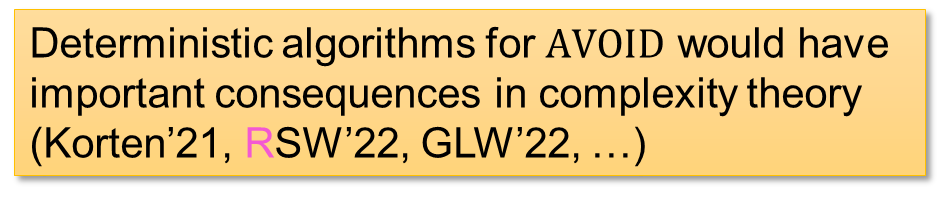 Deterministic algorithms for AVOID would have
important consequences in complexity theory
(Korten’21, RSW’22, GLW’22, …)